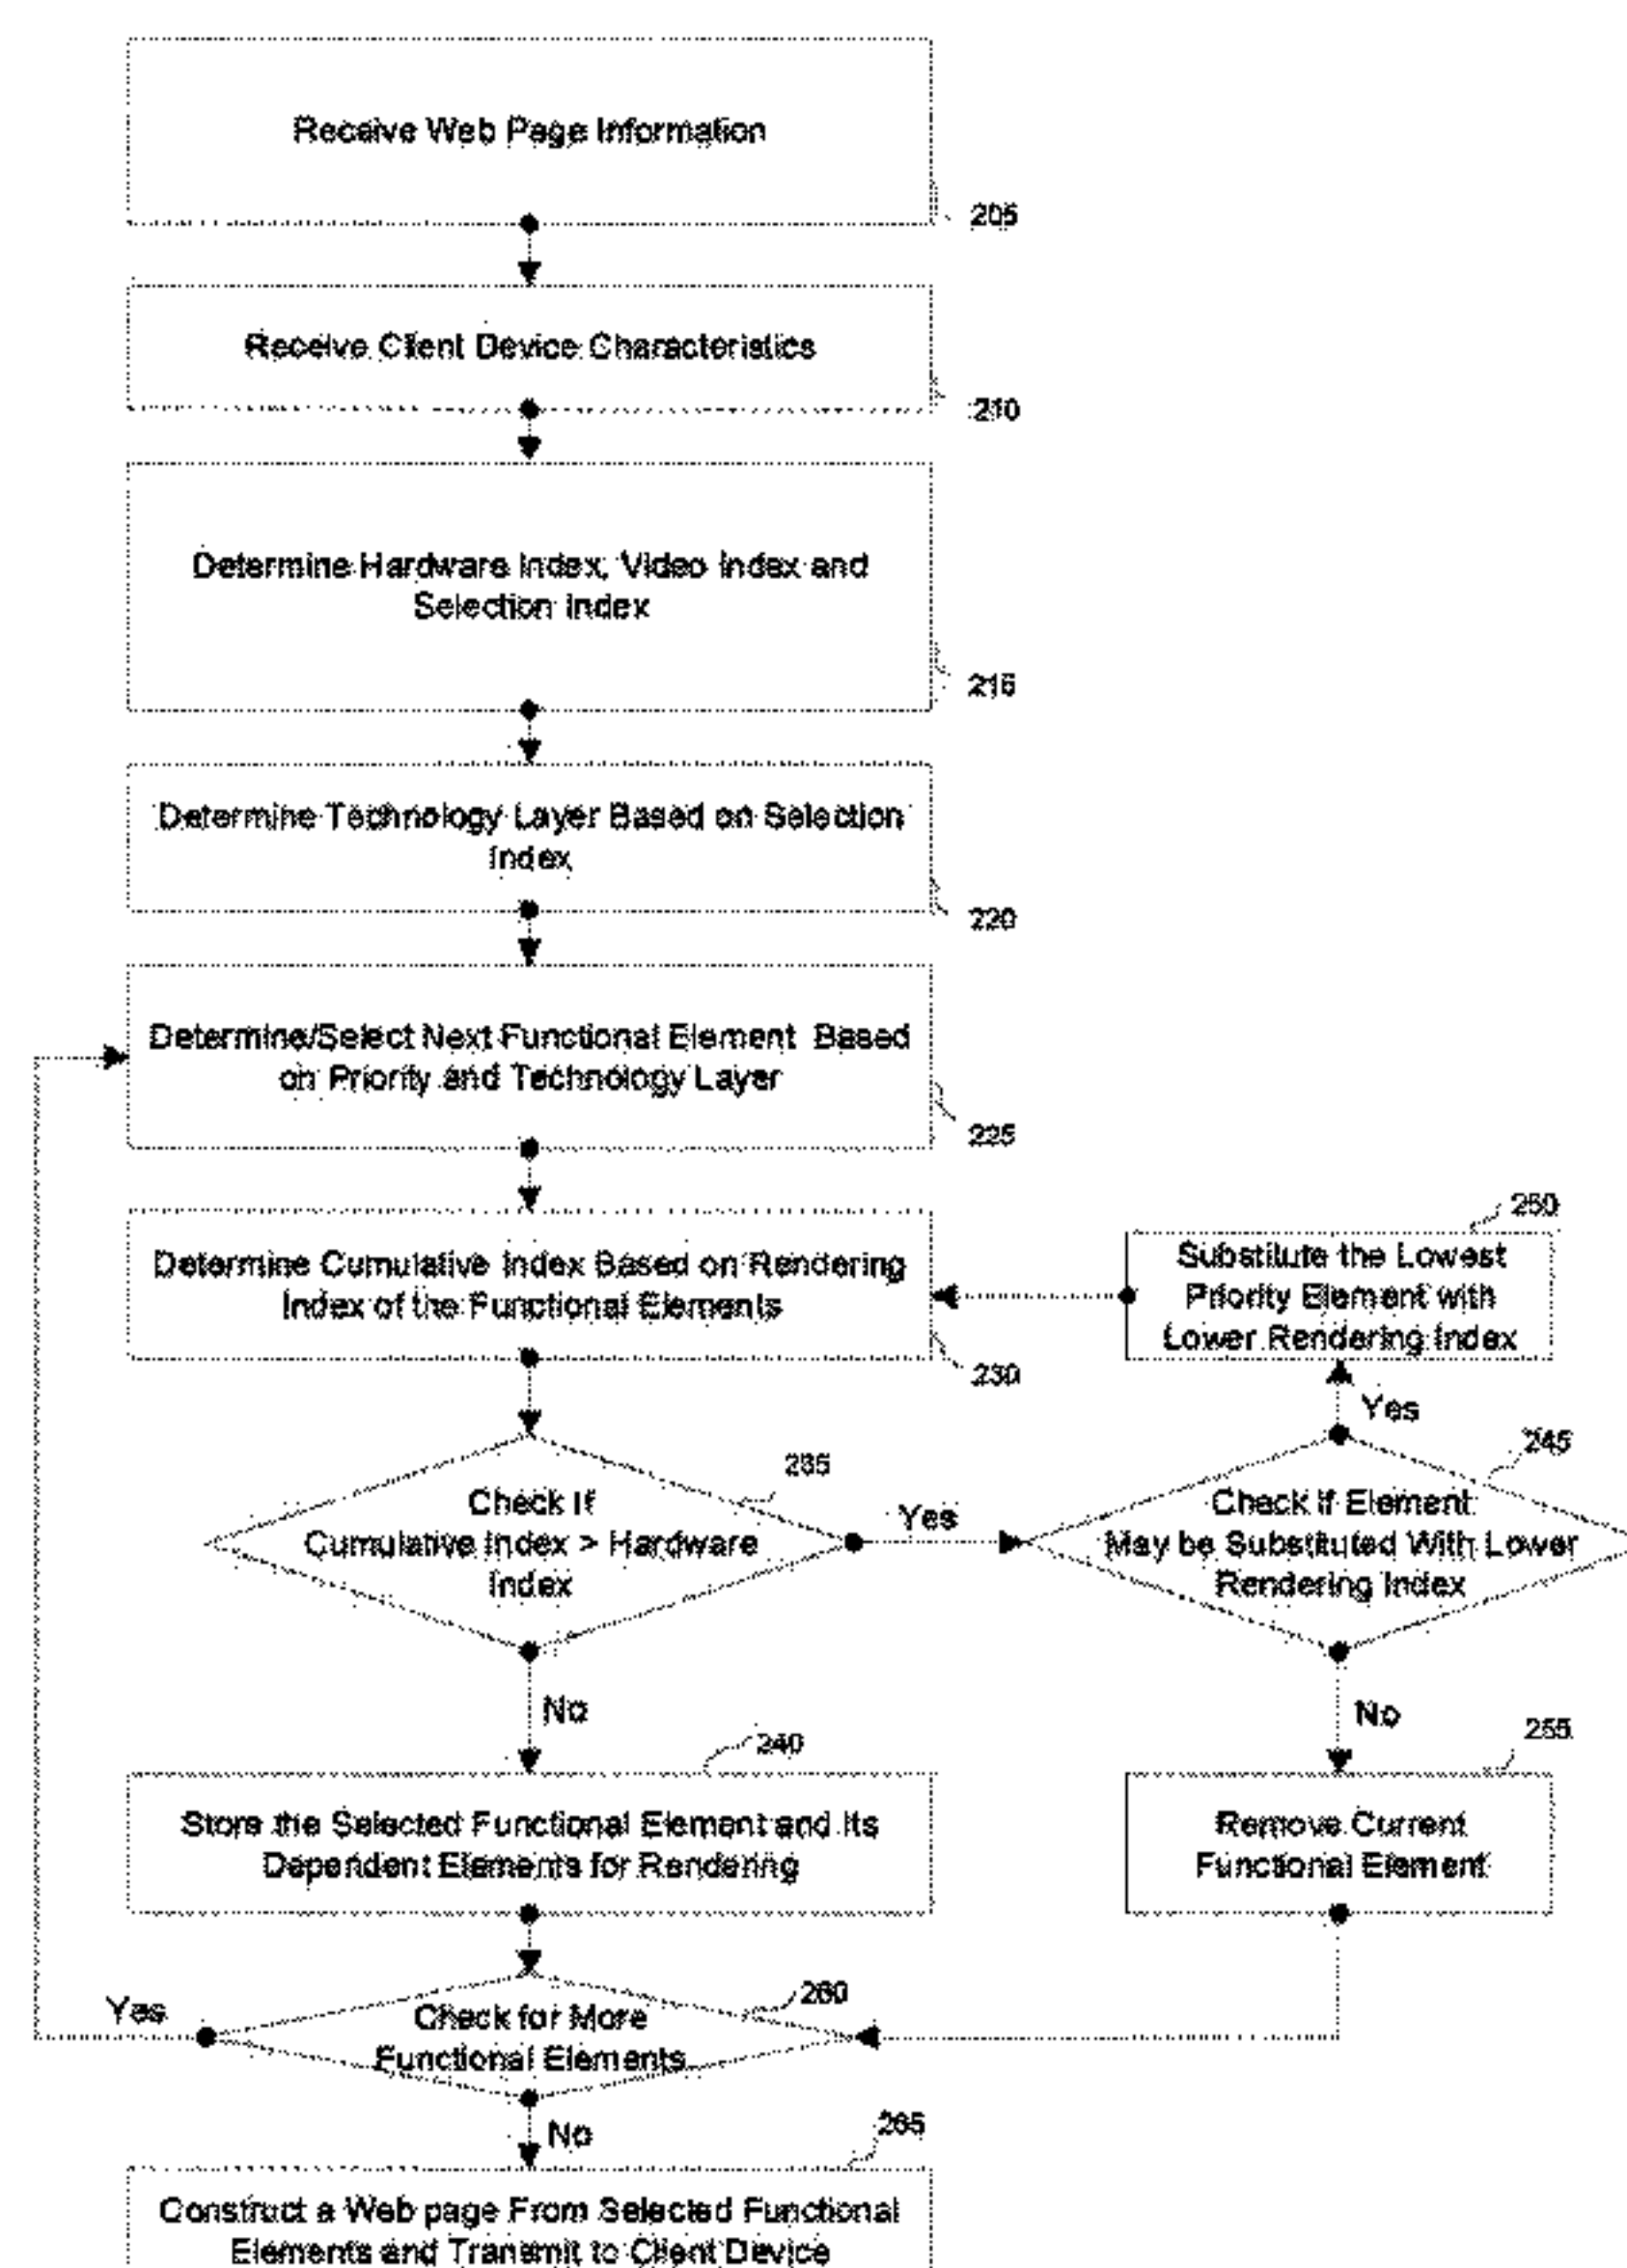 Receive Web Page Information
205
Receive Client Device Characteristics
210
Determine Hardware Index, Video Index and
Selection Index
215
Determine Technology Layer Based on Selection
Index
220
Determine/Select Next Functional Element Based
on Priority and Technology Layer
225
250
Substitute the Lowest
Priority Element with
Lower Rendering Index
Determine Cumulative Index Based on Rendering
Index of the Functional Elements
230
Yes
245
235
Check If
Cumulative Index > Hardware
Index
Yes
Check if Element
May be Substituted With Lower
Rendering Index
No
No
240
255
Store the Selected Functional Element and Its
Dependent Elements for Rendering
Remove Current
Functional Element
260
Yes
Check for More
Functional Elements
No
265
Construct a Web page From Selected Functional
Elements and Transmit to Client Device